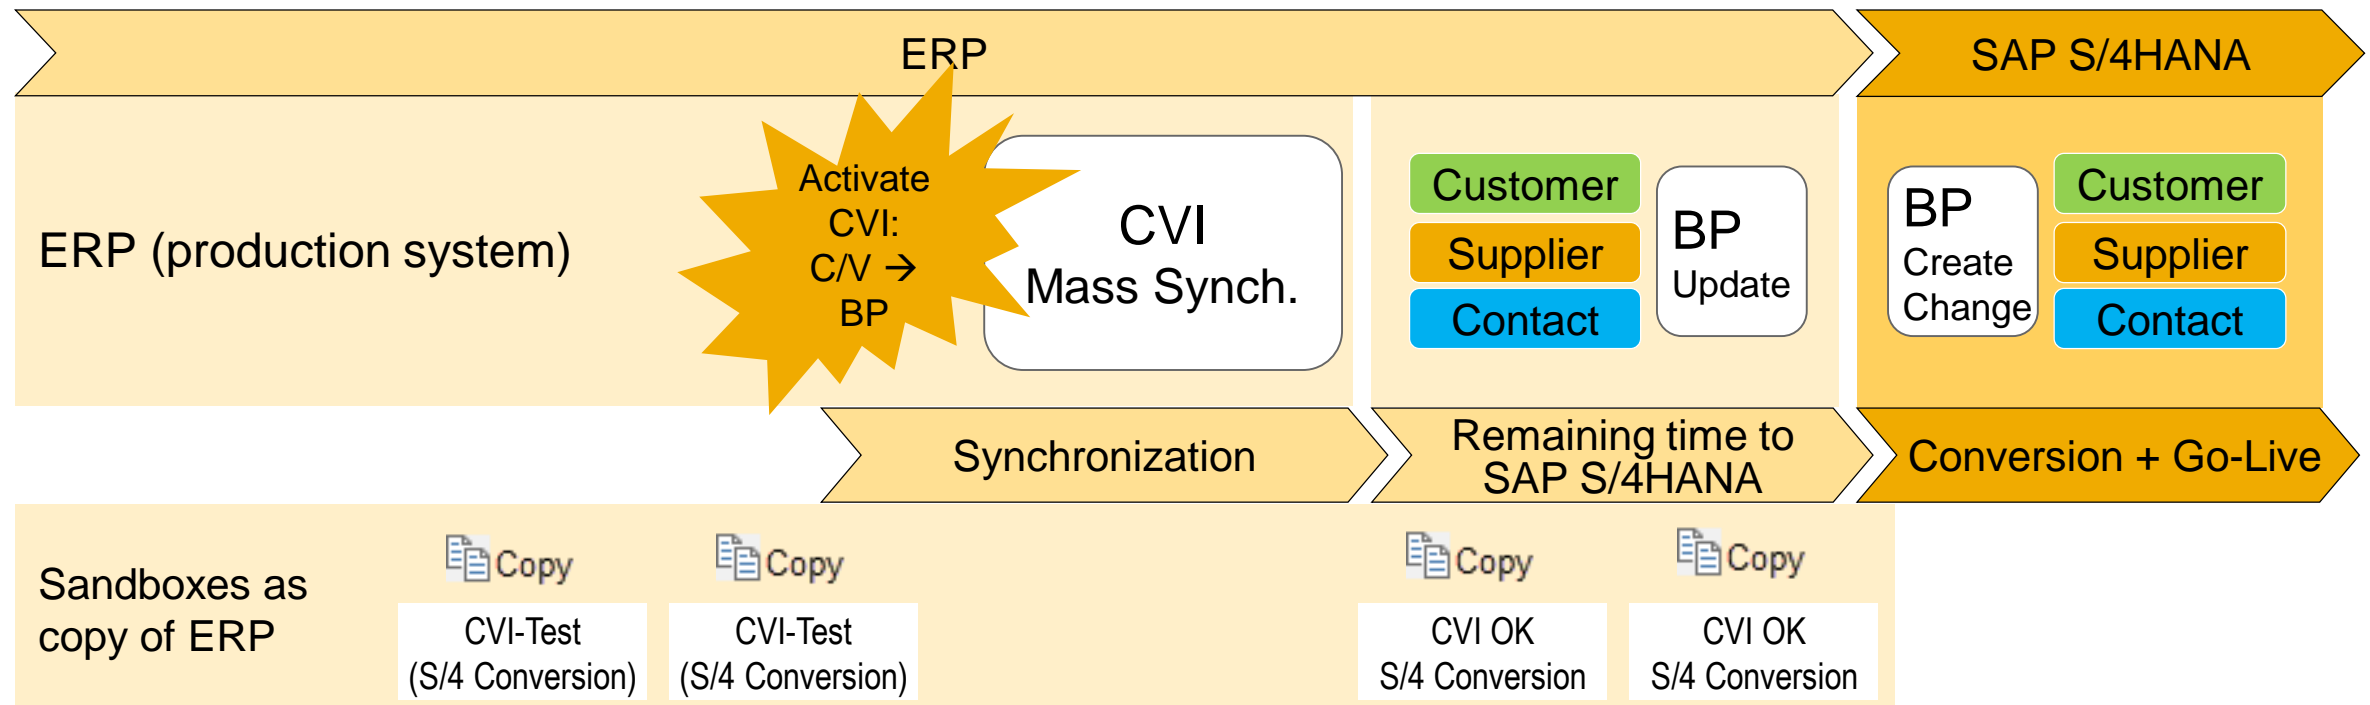 ERP
SAP S/4HANA
ERP (production system)
Activate
CVI:
C/V →
BP
CVI
Mass Synch.
Customer
Supplier
Contact
BP
Update
BP
Create
Change
Customer
Supplier
Contact
Synchronization
Remaining time to
SAP S/4HANA
Conversion + Go-Live
Sandboxes as
copy of ERP
Copy
CVI-Test
(S/4 Conversion)
Copy
CVI-Test
(S/4 Conversion)
Copy
CVI OK
S/4 Conversion
Copy
CVI OK
S/4 Conversion